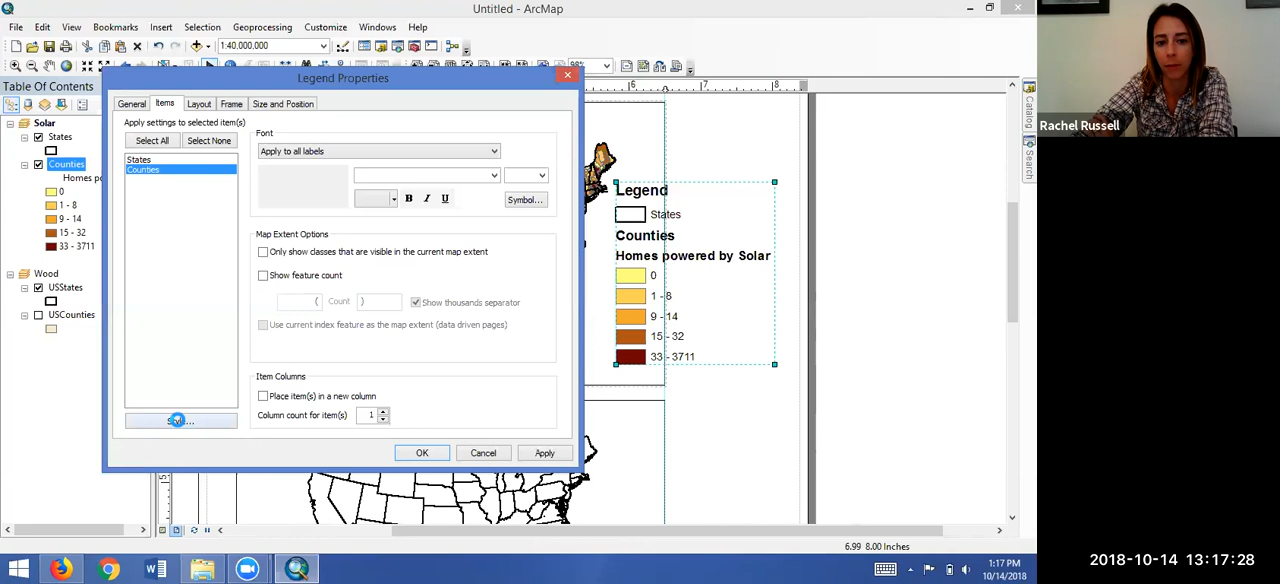 Untitled - ArcMap
File Edit View Bookmarks Insert Selection Geoprocessing Customize Windows Help
1:40,000,000
98%
Table Of Contents
Solar
States
Counties
Homes po
0
1 - 8
9 - 14
15 - 32
33 - 3711
Wood
USStates
USCounties
Legend Properties
General Items Layout Frame Size and Position
Apply settings to selected item(s)
Select All Select None
States
Counties
Font
Apply to all labels
B I U
Symbol...
Map Extent Options
Only show classes that are visible in the current map extent
Show feature count
( Count )
Show thousands separator
Use current index feature as the map extent (data driven pages)
Item Columns
Place item(s) in a new column
Column count for item(s) 1
OK Cancel Apply
6 7 8
Legend
States
Counties
Homes powered by Solar
0
1 - 8
9 - 14
15 - 32
33 - 3711
Catalog
Search
6.99 8.00 Inches
1:17 PM
10/14/2018
Rachel Russell
2018-10-14 13:17:28